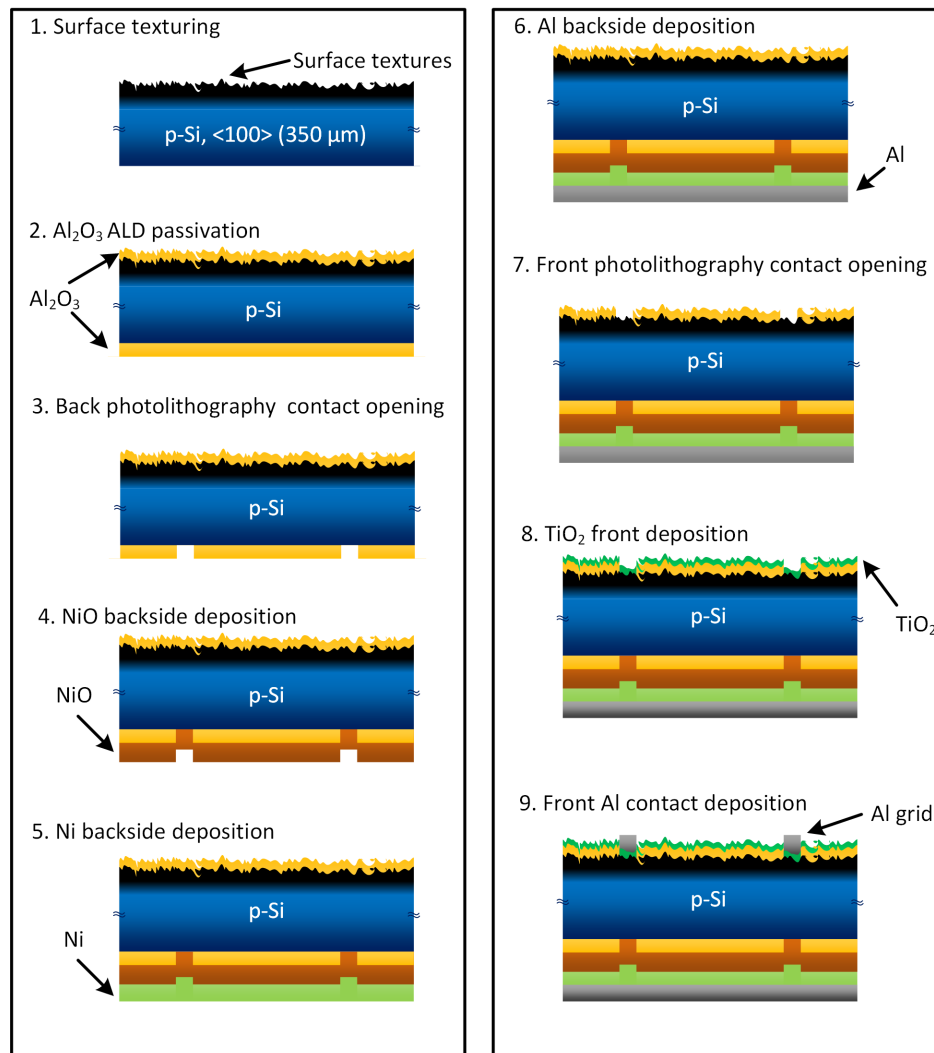 1. Surface texturing
Surface textures
p-Si, <100> (350 µm)
2. Al₂O₃ ALD passivation
Al₂O₃
p-Si
3. Back photolithography  contact opening
p-Si
4. NiO backside deposition
NiO
p-Si
5. Ni backside deposition
Ni
p-Si
6. Al backside deposition
p-Si
Al
7. Front photolithography contact opening
p-Si
8. TiO₂ front deposition
p-Si
TiO₂
9. Front Al contact deposition
Al grid
p-Si